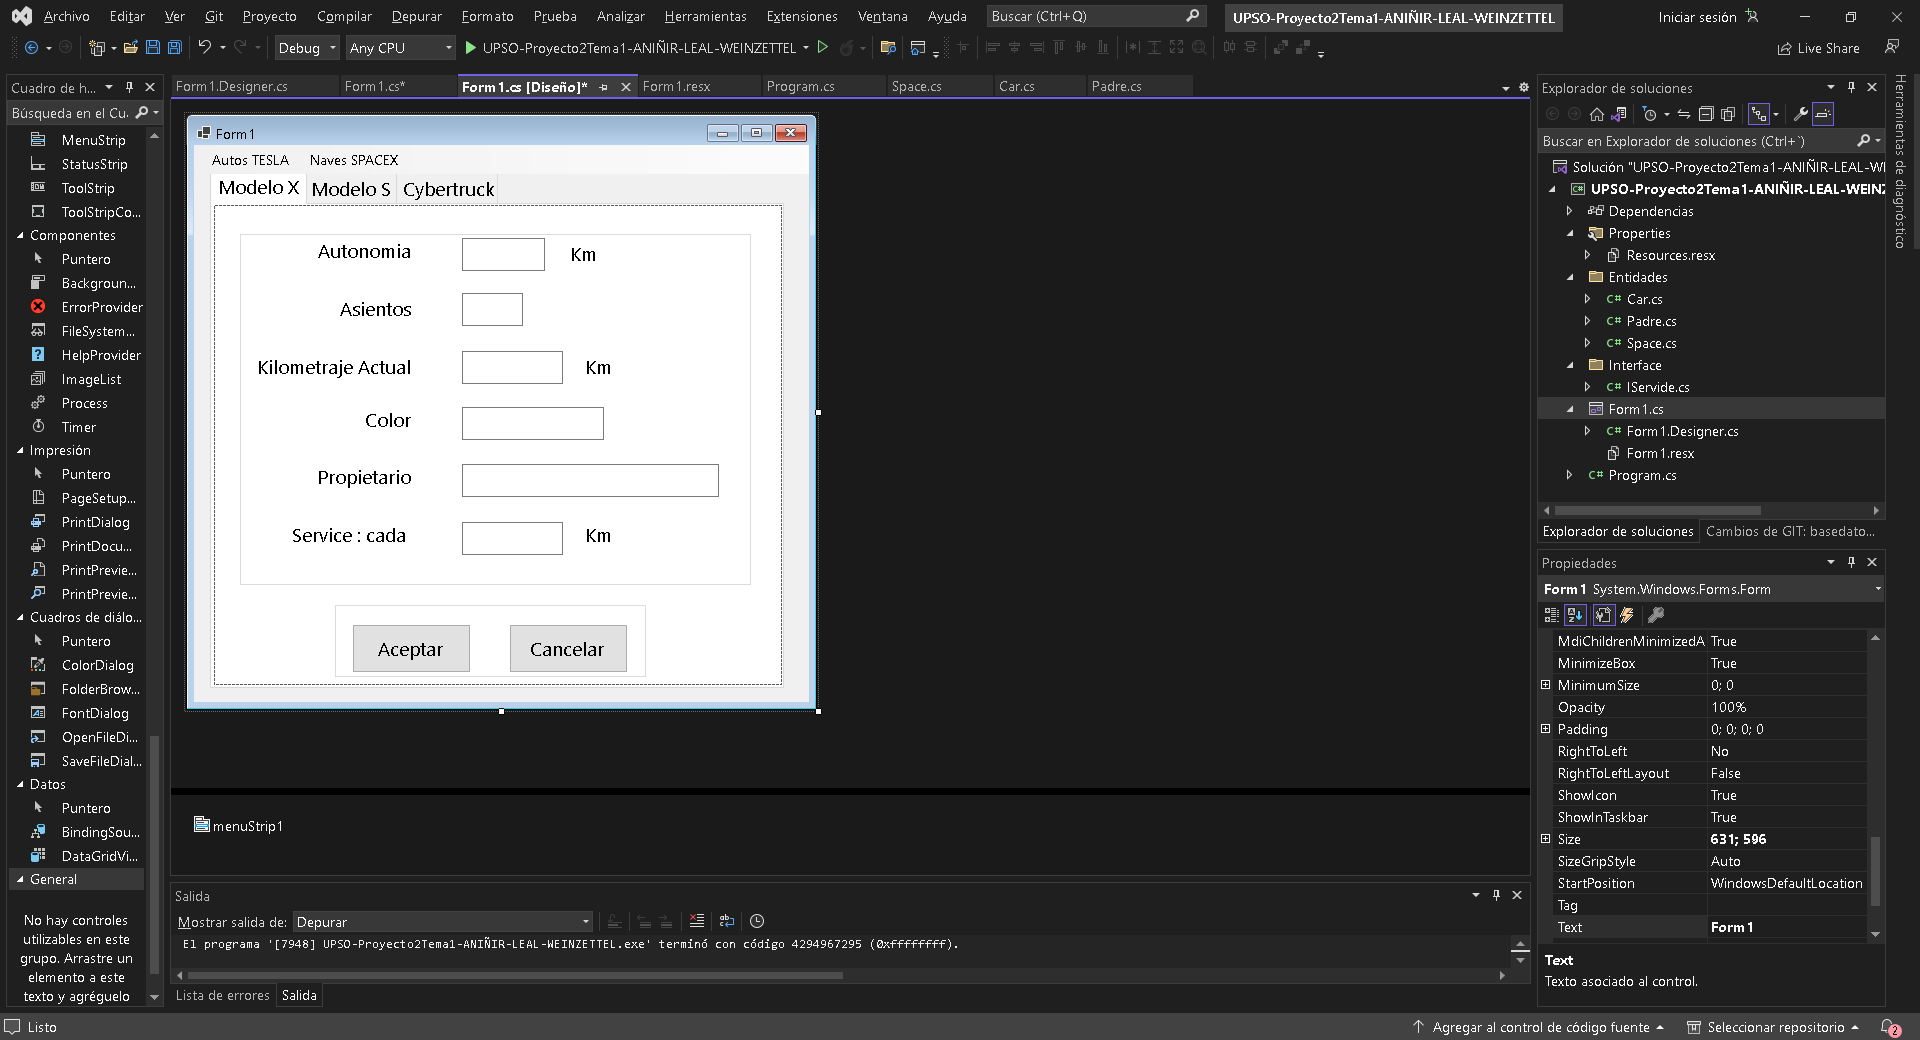 Archivo Editar Ver Git Proyecto Compilar Depurar Formato Prueba Analizar Herramientas Extensiones Ventana Ayuda Buscar (Ctrl+Q) UPSO-Proyecto2Tema1-ANIÑIR-LEAL-WEINZETTEL Iniciar sesión
Debug Any CPU UPSO-Proyecto2Tema1-ANIÑIR-LEAL-WEINZETTEL Live Share
Cuadro de h...
Búsqueda en el Cu
MenuStrip
StatusStrip
ToolStrip
ToolStripCo...
Componentes
Puntero
Backgroun...
ErrorProvider
FileSystem...
HelpProvider
ImageList
Process
Timer
Impresión
Puntero
PageSetup...
PrintDialog
PrintDocu...
PrintPrevie...
PrintPrevie...
Cuadros de diálo...
Puntero
ColorDialog
FolderBrow...
FontDialog
OpenFileDi...
SaveFileDial...
Datos
Puntero
BindingSou...
DataGridVi...
General
No hay controles
utilizables en este
grupo. Arrastre un
elemento a este
texto y agréguelo
Form1.Designer.cs Form1.cs* Form1.cs [Diseño]* Form1.resx Program.cs Space.cs Car.cs Padre.cs
Form1
Autos TESLA Naves SPACEX
Modelo X Modelo S Cybertruck
Autonomia Km
Asientos
Kilometraje Actual Km
Color
Propietario
Service : cada Km
Aceptar Cancelar
menuStrip1
Salida
Mostrar salida de: Depurar
El programa '[7948] UPSO-Proyecto2Tema1-ANIÑIR-LEAL-WEINZETTEL.exe' terminó con código 4294967295 (0xffffffff).
Lista de errores Salida
Explorador de soluciones
Buscar en Explorador de soluciones (Ctrl+`)
Solución "UPSO-Proyecto2Tema1-ANIÑIR-LEAL-WI
UPSO-Proyecto2Tema1-ANIÑIR-LEAL-WEINZ
Dependencias
Properties
Resources.resx
Entidades
C# Car.cs
C# Padre.cs
C# Space.cs
Interface
C# IServide.cs
Form1.cs
C# Form1.Designer.cs
Form1.resx
C# Program.cs
Explorador de soluciones Cambios de GIT: basedato...
Propiedades
Form1 System.Windows.Forms.Form
MdiChildrenMinimizedA True
MinimizeBox True
MinimumSize 0; 0
Opacity 100%
Padding 0; 0; 0; 0
RightToLeft No
RightToLeftLayout False
ShowIcon True
ShowInTaskbar True
Size 631; 596
SizeGripStyle Auto
StartPosition WindowsDefaultLocation
Tag
Text Form1
Text
Texto asociado al control.
Herramientas de diagnóstico
Listo Agregar al control de código fuente Seleccionar repositorio 2